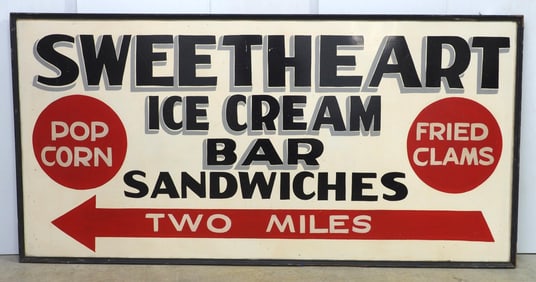 SWEETHEART
ICE CREAM
BAR
SANDWICHES
POP
CORN
FRIED
CLAMS
TWO MILES